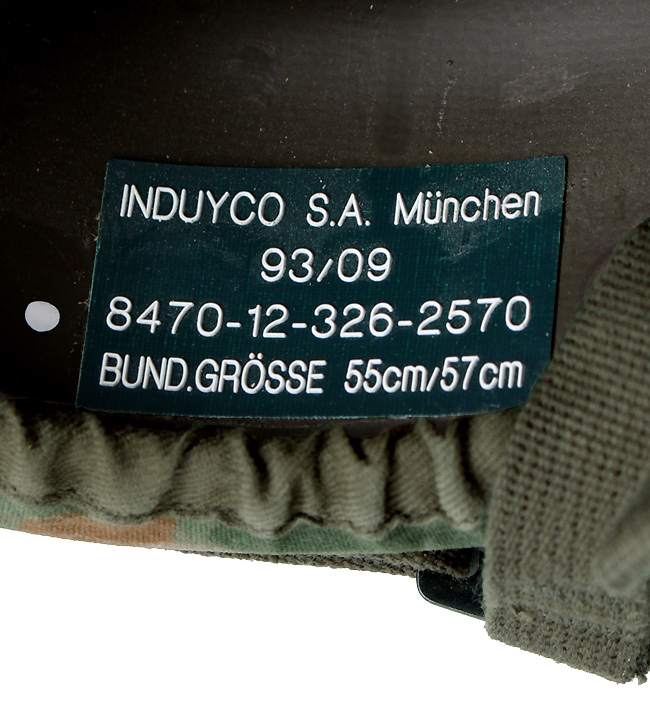 INDUYCO S.A. München
93/09
8470-12-326-2570
BUND.GRÖSSE 55cm/57cm